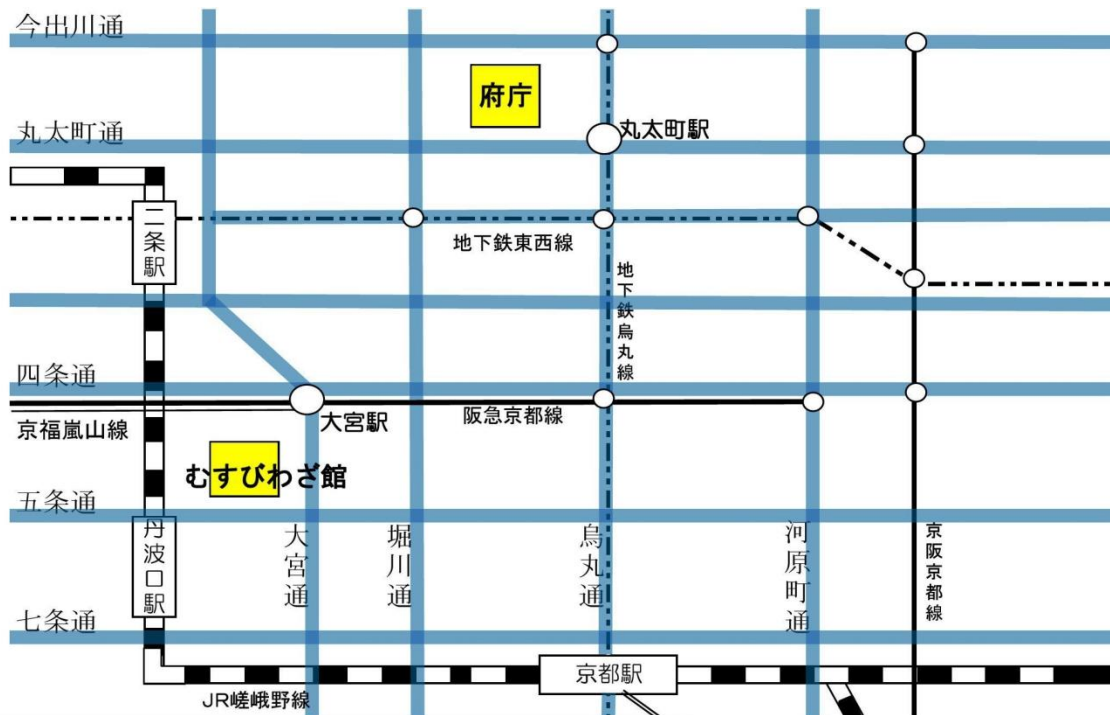 今出川通
府庁
丸太町通
丸太町駅
二条駅
地下鉄東西線
地下鉄烏丸線
四条通
大宮駅
阪急京都線
京福嵐山線
むすびわざ館
五条通
丹波口駅
大宮通
堀川通
烏丸通
河原町通
京阪京都線
七条通
京都駅
JR嵯峨野線